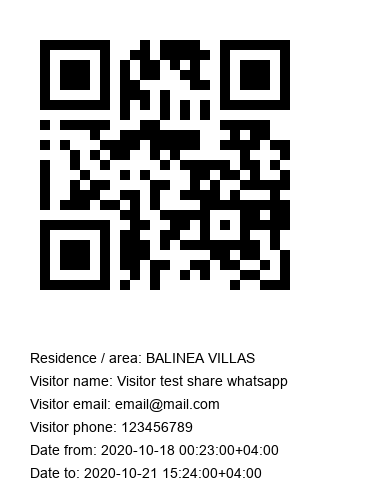 ?:8?:
WLhBbC6fkbOJylR
Residence / area: BALINEA VILLAS
Visitor name: Visitor test share whatsapp
Visitor email: email@mail.com
Visitor phone: 123456789
Date from: 2020-10-18 00:23:00+04:00
Date to: 2020-10-21 15:24:00+04:00